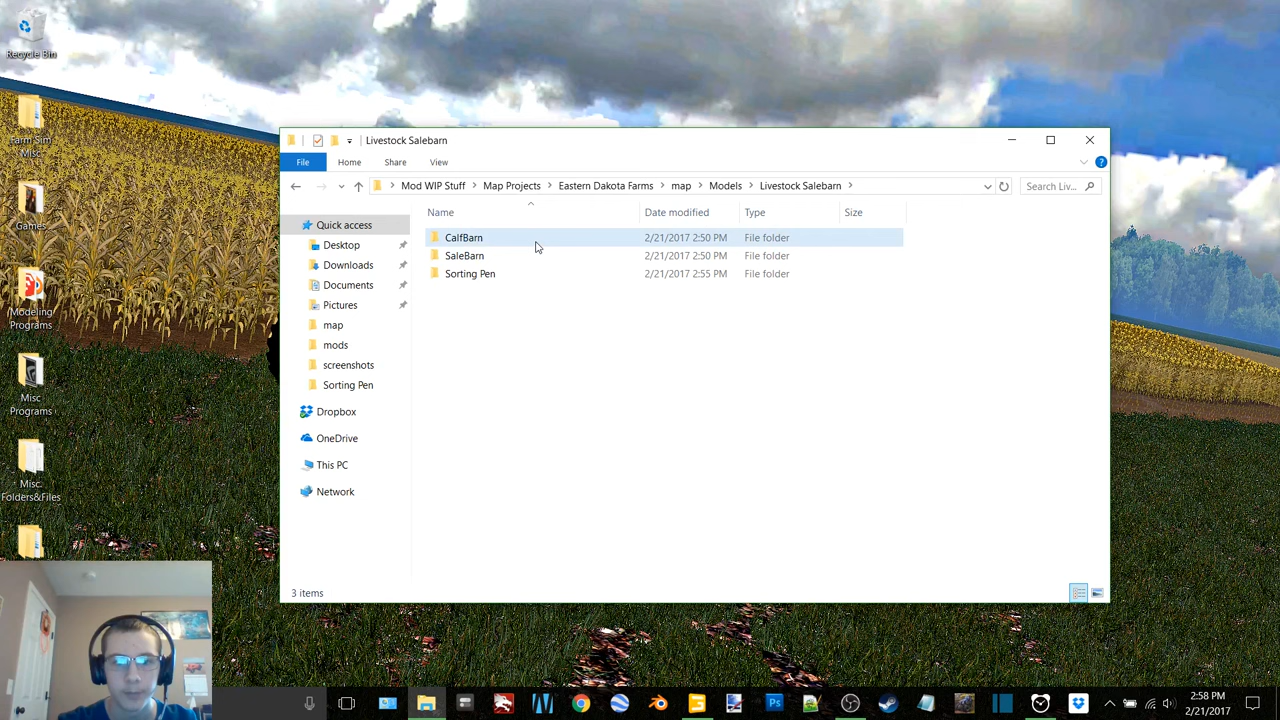 Recycle Bin
Farm Sim
Misc.
Games
Modeling
Programs
Misc
Programs
Misc.
Folders&Files
Livestock Salebarn
File
Home
Share
View
Mod WIP Stuff
Map Projects
Eastern Dakota Farms
map
Models
Livestock Salebarn
Search Liv...
Name
Date modified
Type
Size
CalfBarn
2/21/2017 2:50 PM
File folder
SaleBarn
2/21/2017 2:50 PM
File folder
Sorting Pen
2/21/2017 2:55 PM
File folder
Quick access
Desktop
Downloads
Documents
Pictures
map
mods
screenshots
Sorting Pen
Dropbox
OneDrive
This PC
Network
3 items
Ps
2:58 PM
2/21/2017